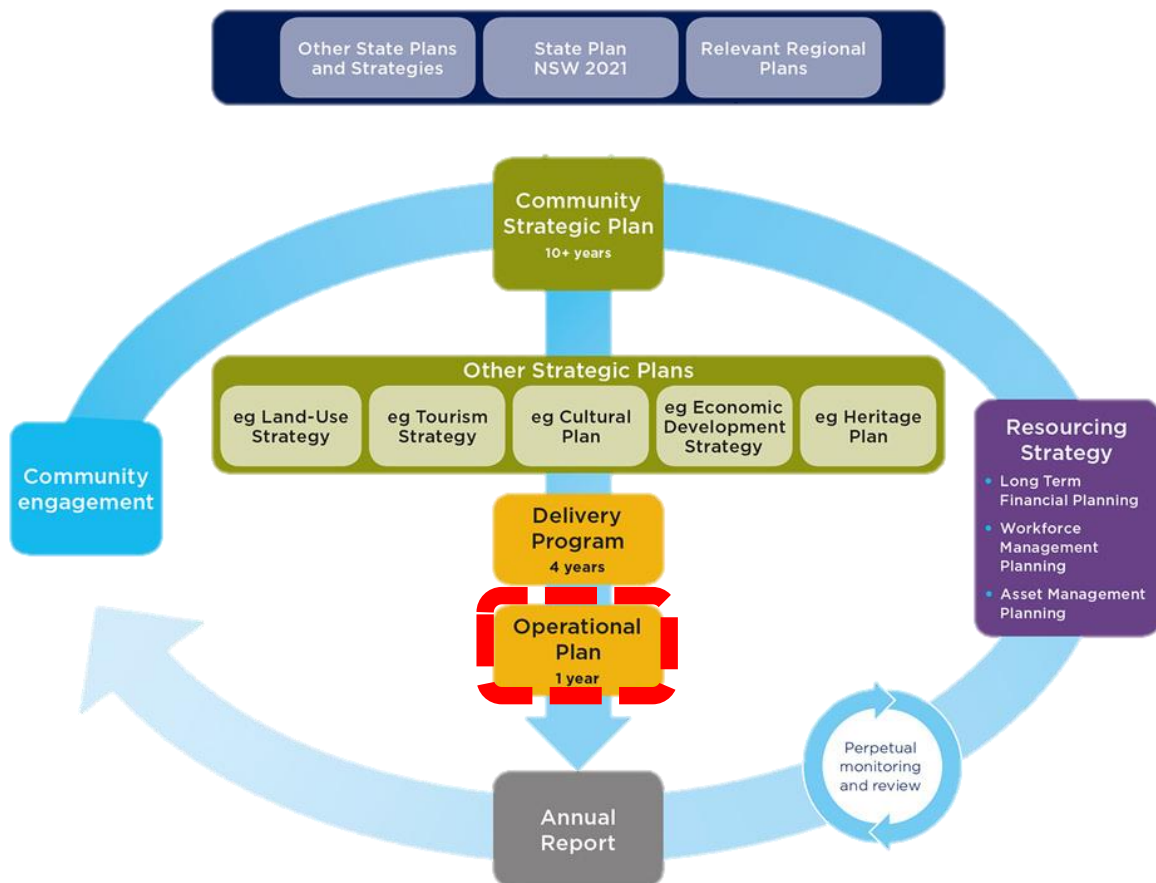 Other State Plans
and Strategies
State Plan
NSW 2021
Relevant Regional
Plans
Community
Strategic Plan
10+ years
Other Strategic Plans
eg Land-Use
Strategy
eg Tourism
Strategy
eg Cultural
Plan
eg Economic
Development
Strategy
eg Heritage
Plan
Community
engagement
Resourcing
Strategy
• Long Term
Financial Planning
• Workforce
Management
Planning
• Asset Management
Planning
Delivery
Program
4 years
Operational
Plan
1 year
Perpetual
monitoring
and review
Annual
Report